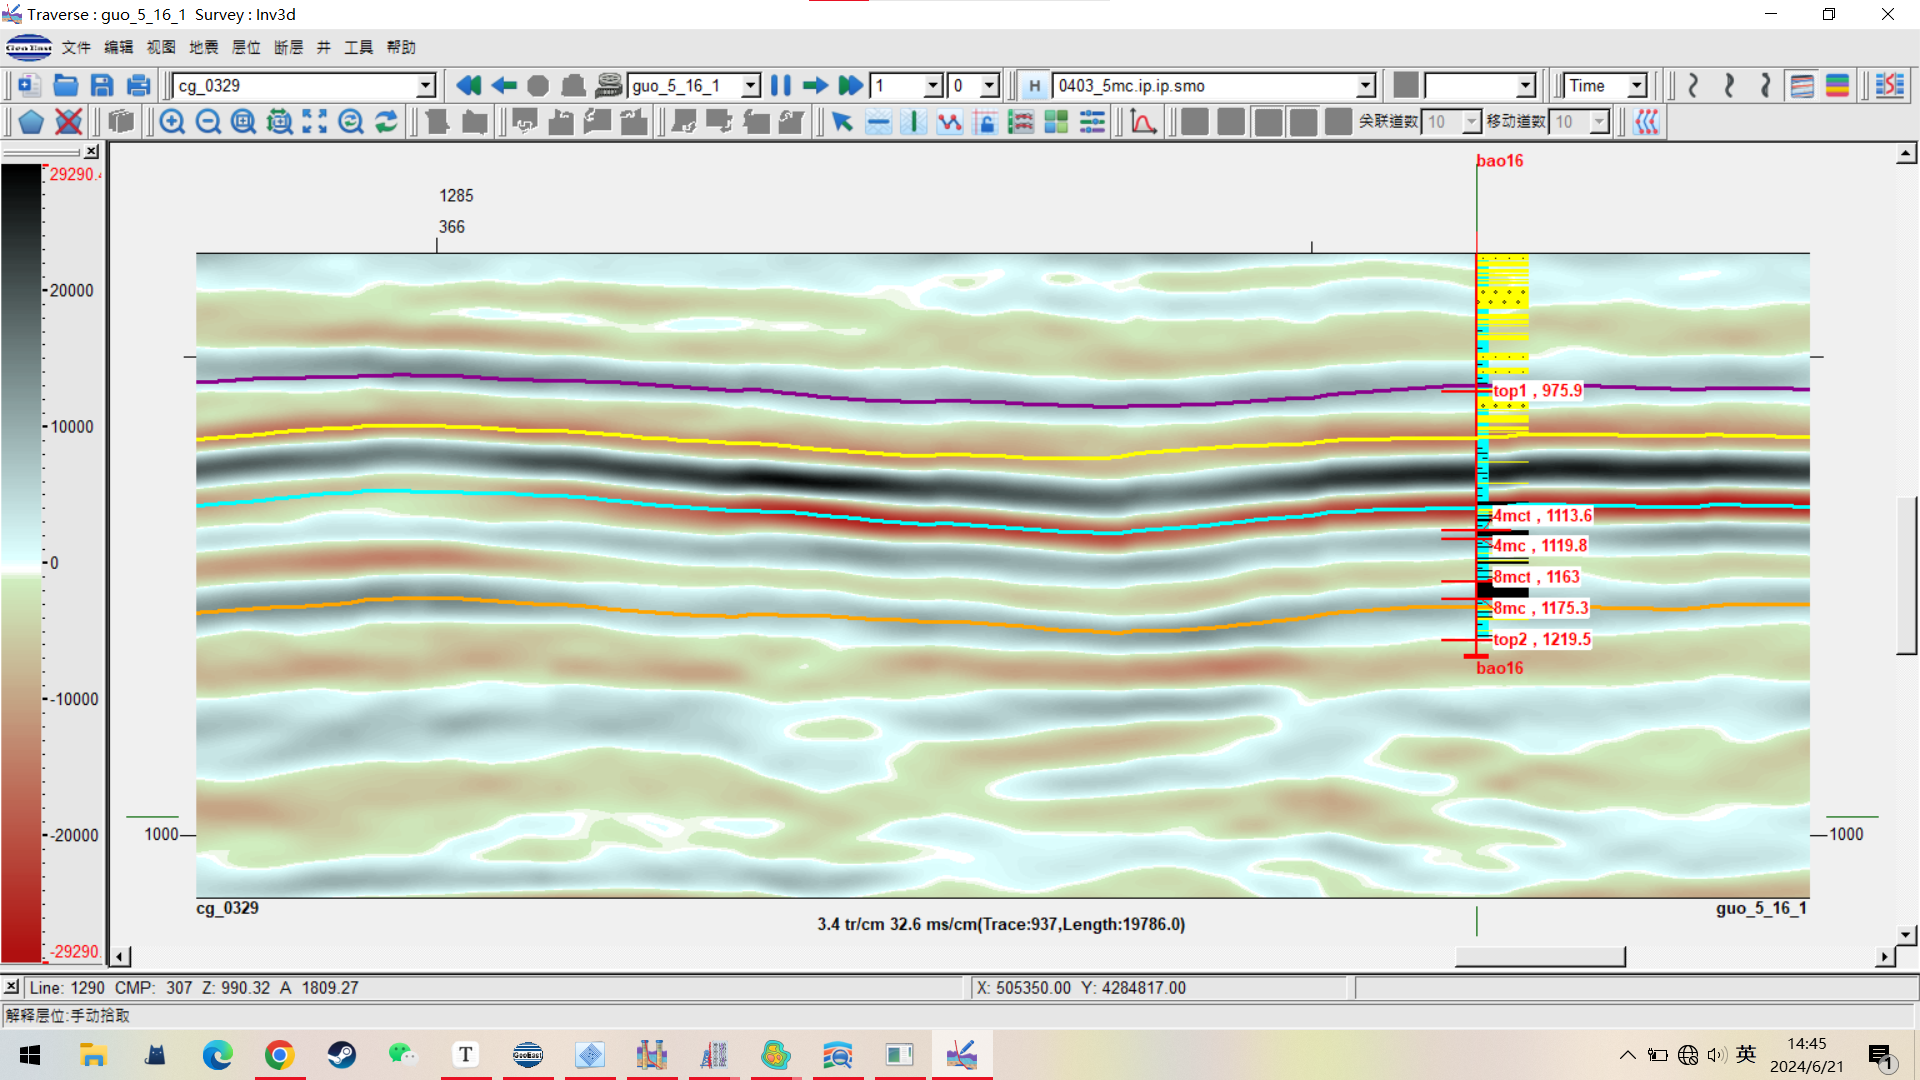 Traverse : guo_5_16_1  Survey : Inv3d
GeoEast 文件 编辑 视图 地震 层位 断层 井 工具 帮助
cg_0329 guo_5_16_1 1 0 H 0403_5mc.ip.ip.smo Time
关联道数 10 移动道数 10
bao16
29290.4
1285
366
20000
top1 , 975.9
10000
4mct , 1113.6
4mc , 1119.8
0
8mct , 1163
8mc , 1175.3
top2 , 1219.5
bao16
-10000
-20000
1000
1000
cg_0329
guo_5_16_1
3.4 tr/cm 32.6 ms/cm(Trace:937,Length:19786.0)
-29290.
Line: 1290 CMP: 307 Z: 990.32 A 1809.27
X: 505350.00 Y: 4284817.00
解释层位:手动拾取
T
GeoEast
英
14:45
2024/6/21
1